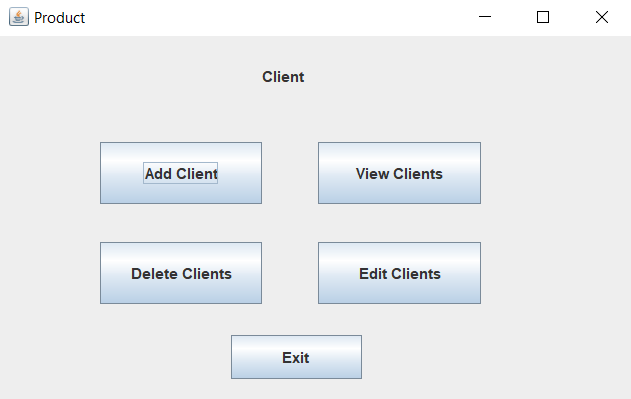 Product
Client
Add Client
View Clients
Delete Clients
Edit Clients
Exit